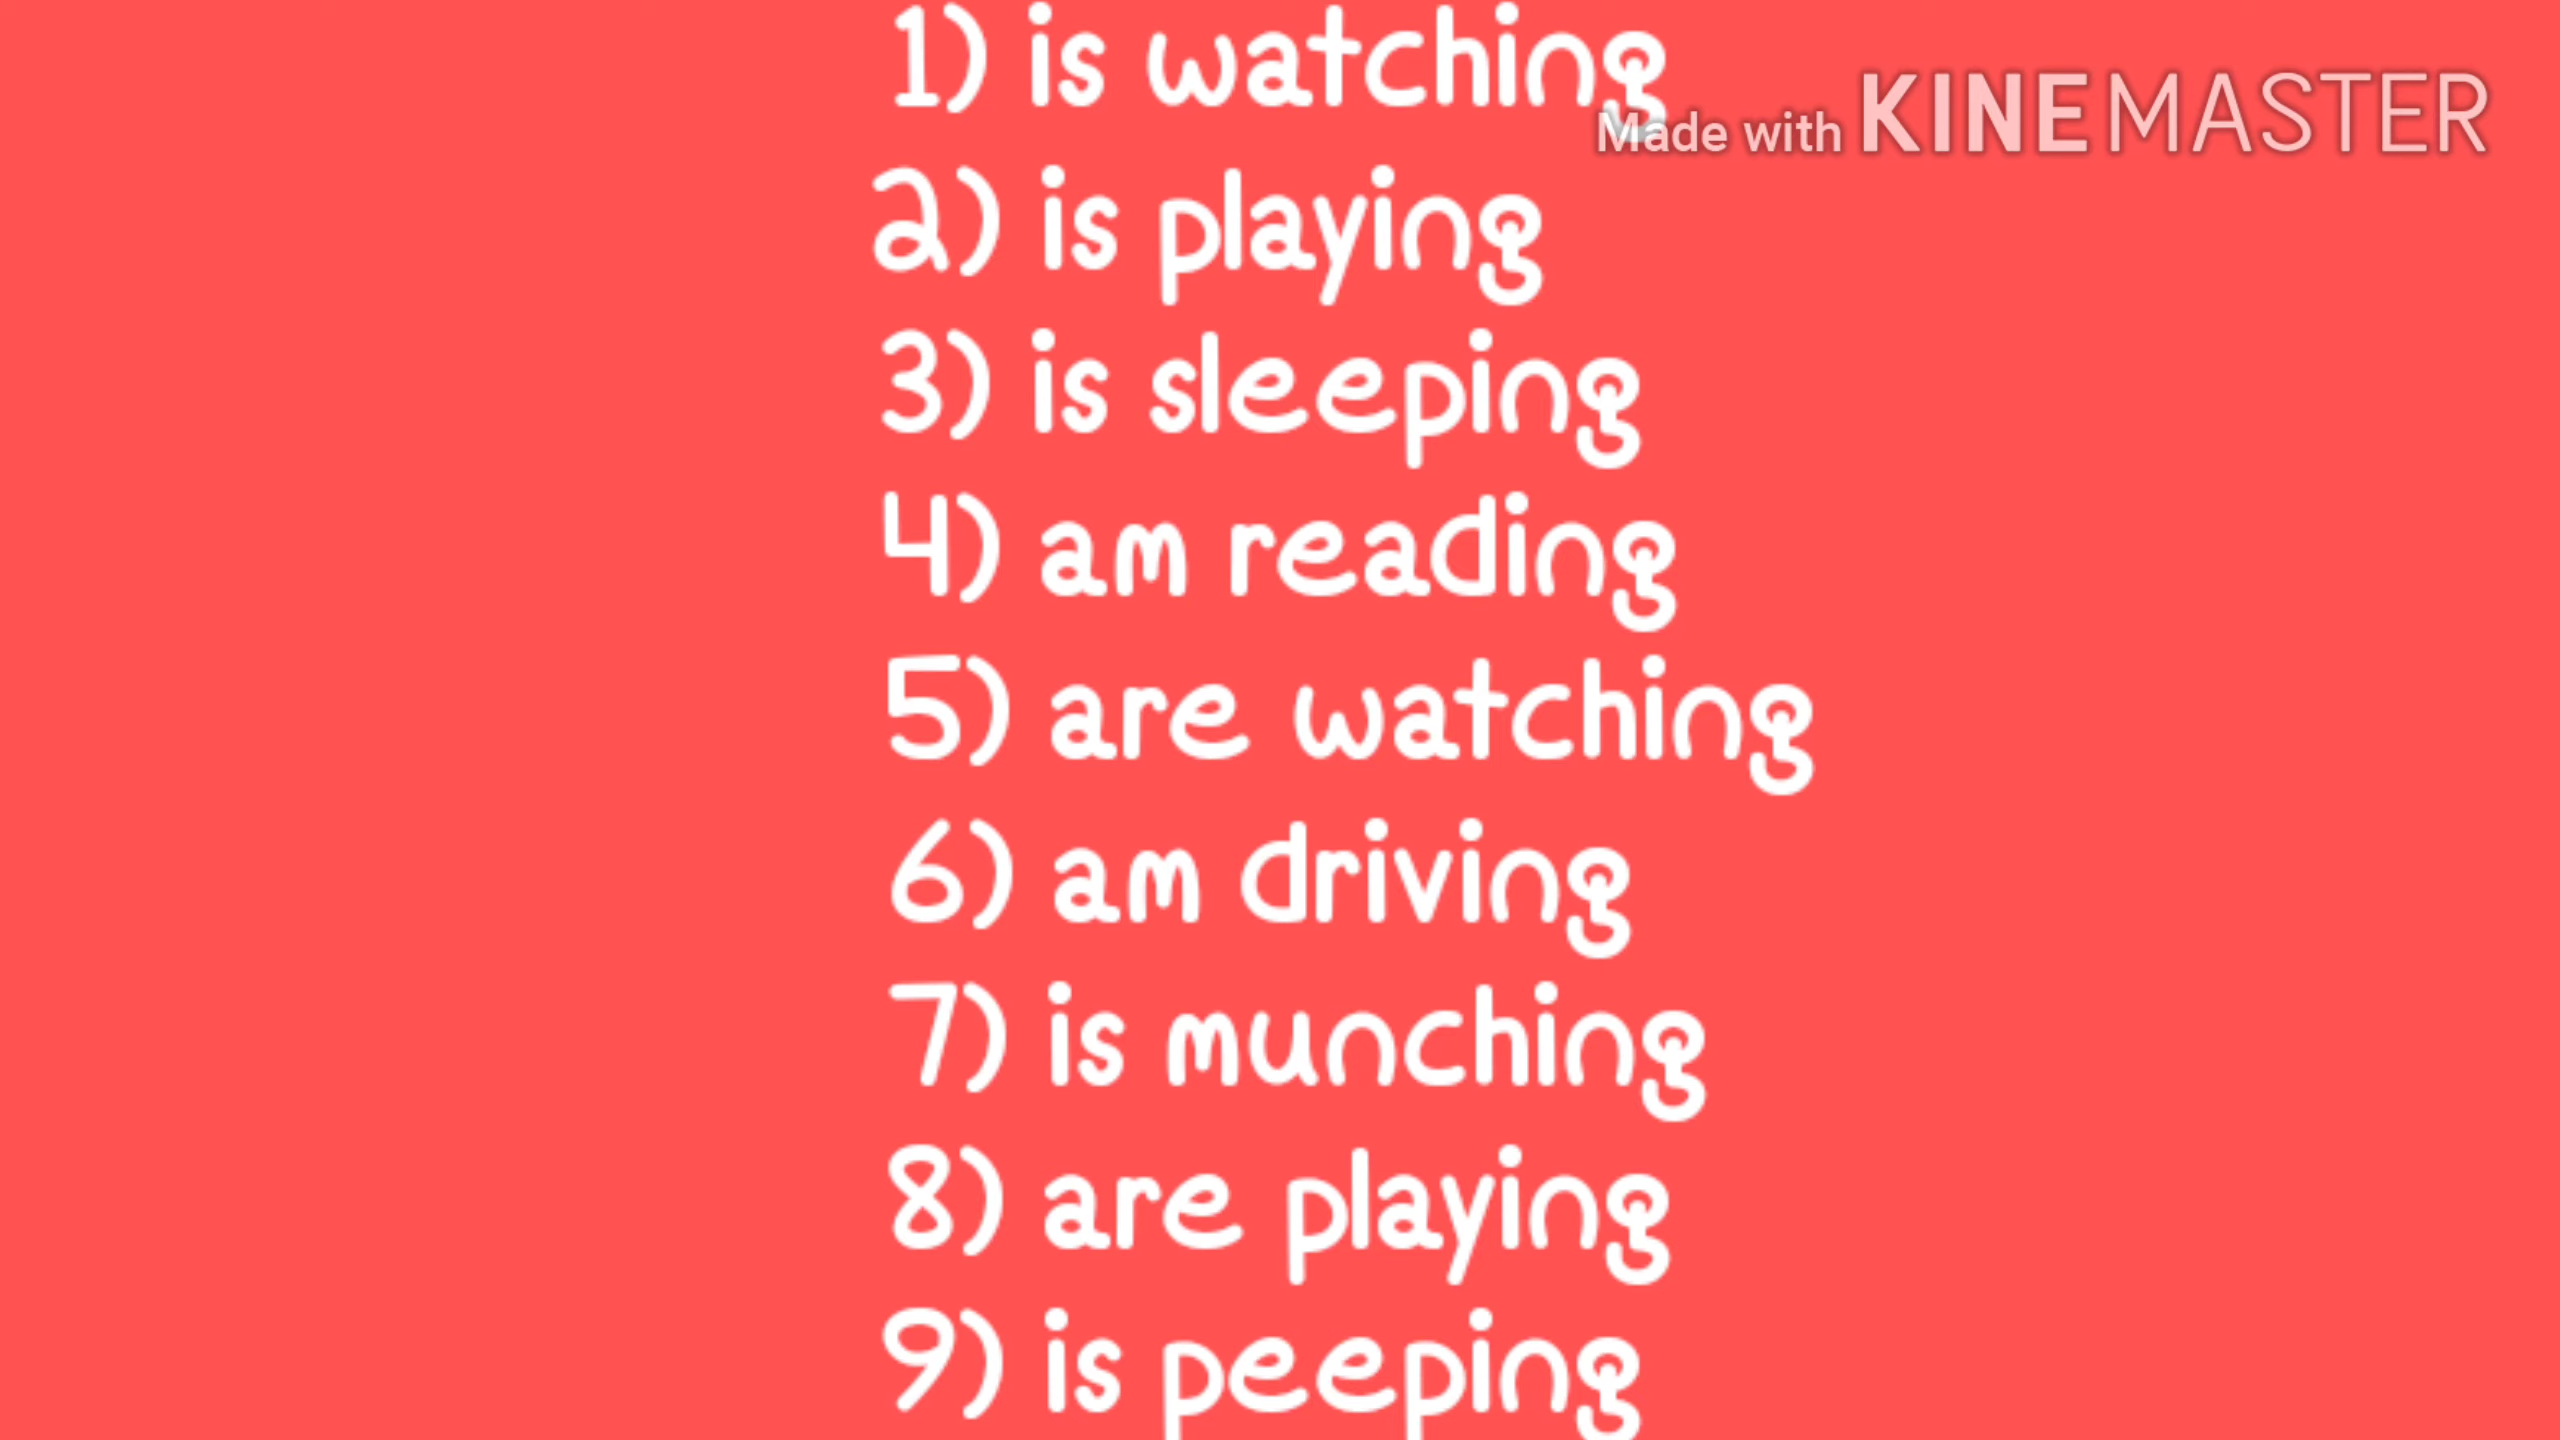 1) is watching
Made with KINEMASTER
2) is playing
3) is sleeping
4) am reading
5) are watching
6) am driving
7) is munching
8) are playing
9) is peeping